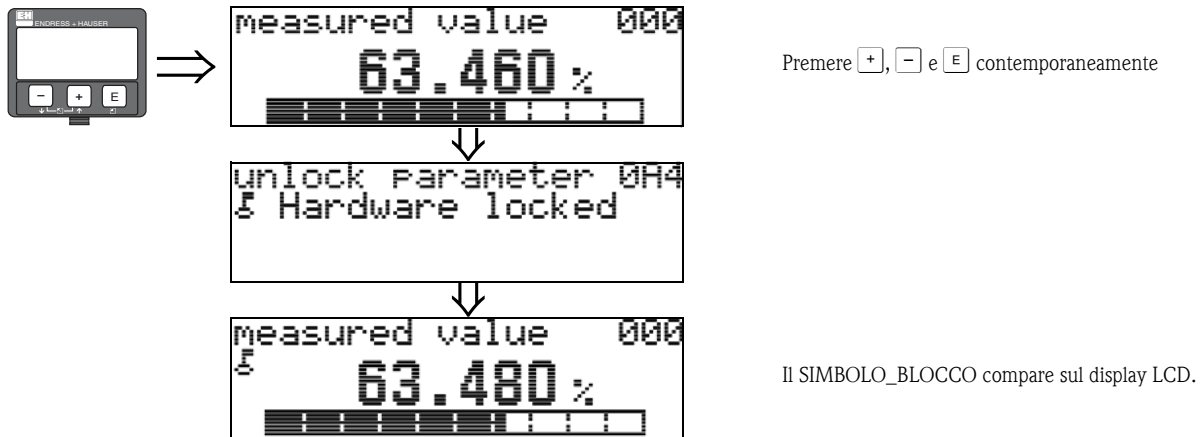 EH ENDRESS + HAUSER
- + E
measured value 000
63.460 %
Premere +, - e E contemporaneamente
unlock parameter 0A4
Hardware locked
measured value 000
63.480 %
Il SIMBOLO_BLOCCO compare sul display LCD.